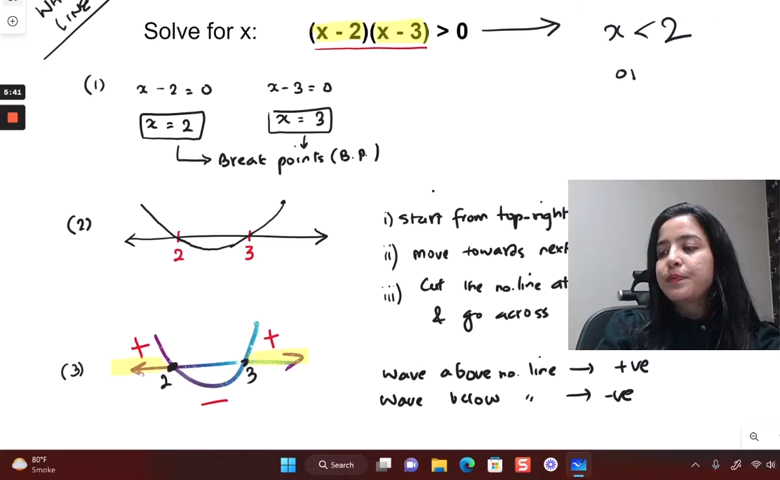 WAVY
LINE
5:41
Solve for x: (x - 2)(x - 3) > 0
x < 2
or
(1) x - 2 = 0 x - 3 = 0
x = 2 x = 3
Break points (B.P.)
(2)
2 3
i) start from top-right
ii) move towards next
iii) Cut the no. line at
& go across
(3)
+ +
2 3
-
wave above no. line → +ve
wave below " → -ve
80°F
Smoke
Search